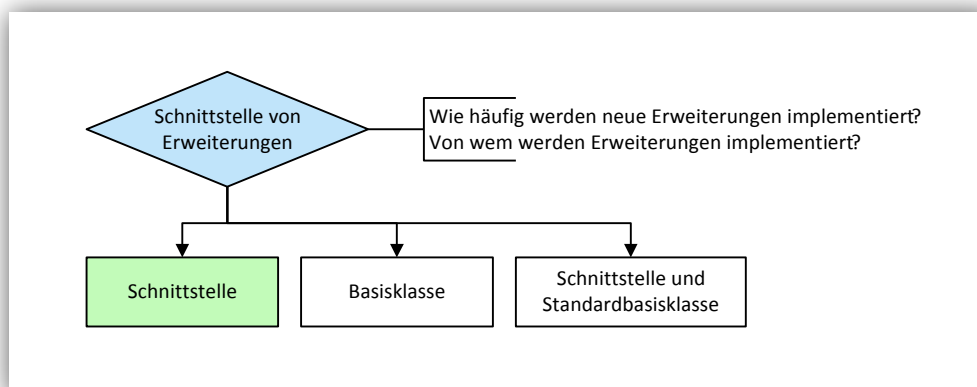 Schnittstelle von
Erweiterungen
Wie häufig werden neue Erweiterungen implementiert?
Von wem werden Erweiterungen implementiert?
Schnittstelle
Basisklasse
Schnittstelle und
Standardbasisklasse